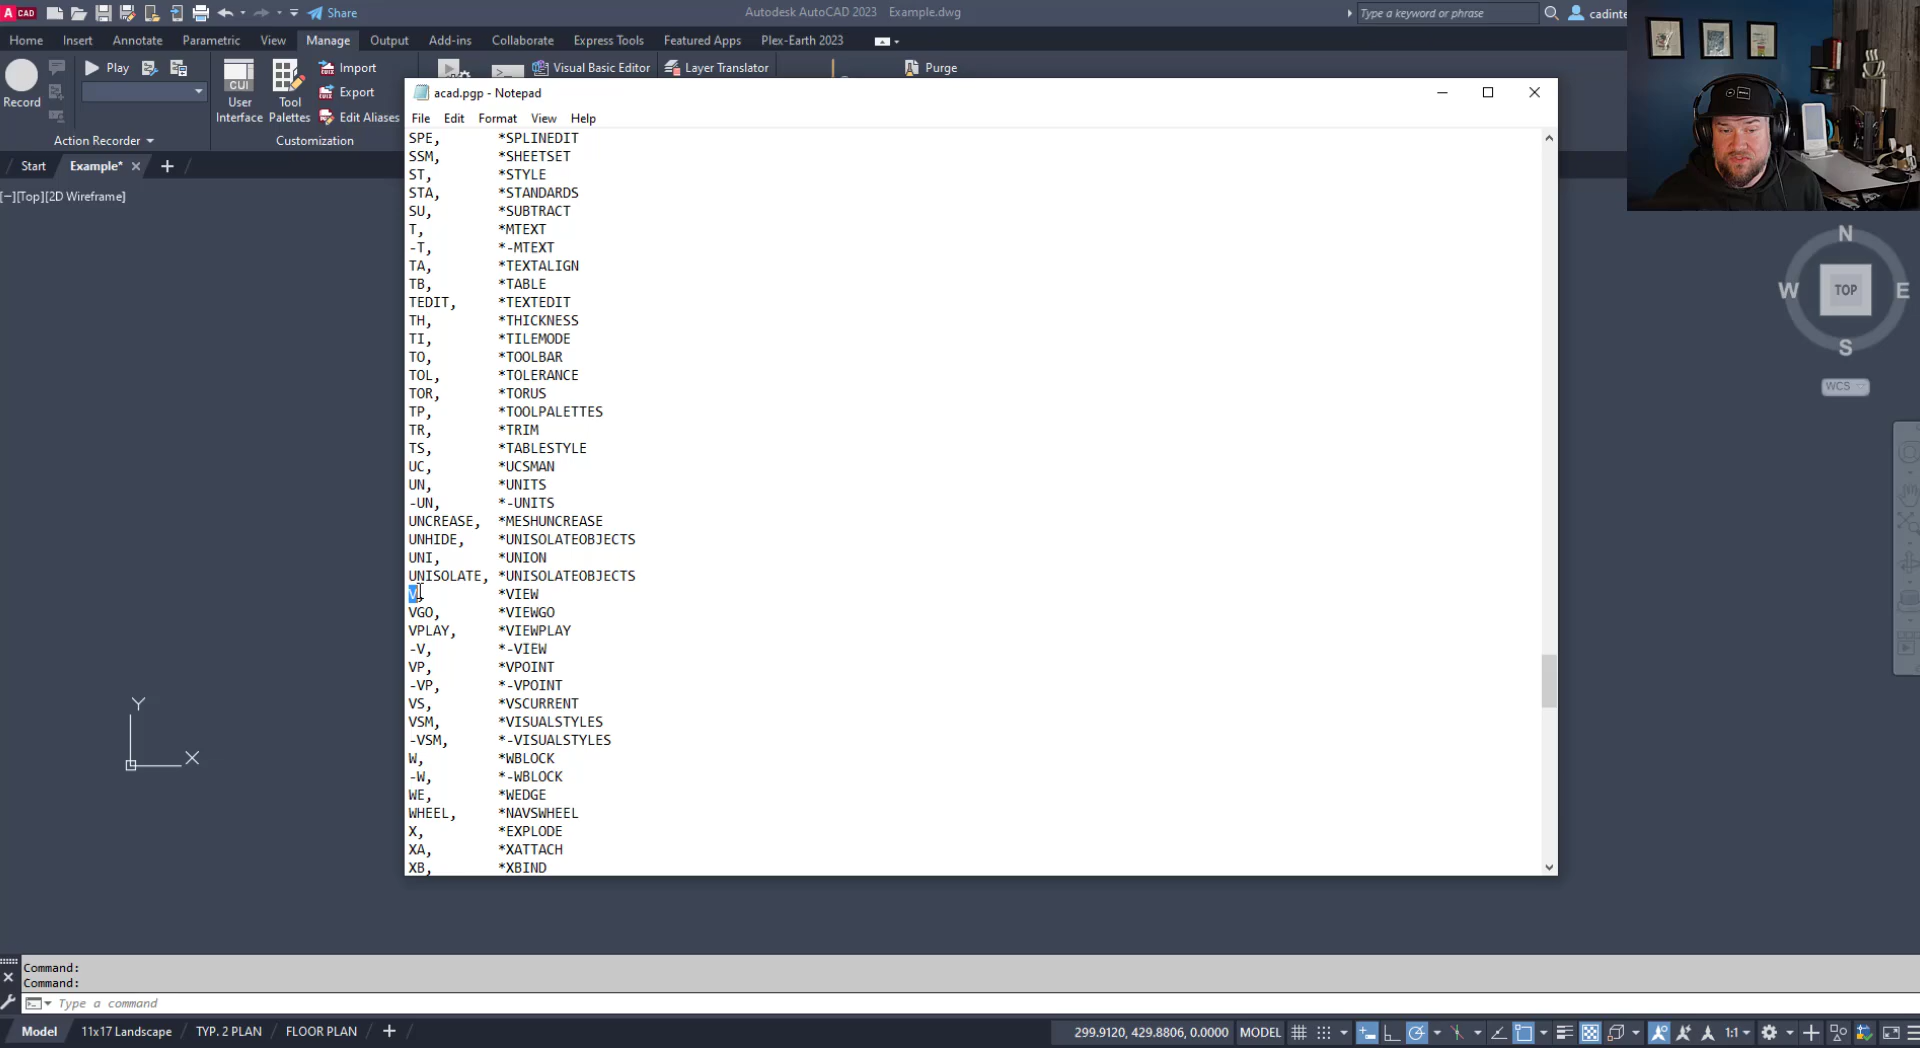 A CAD Share Autodesk AutoCAD 2023 Example.dwg Type a keyword or phrase cadinte
Home Insert Annotate Parametric View Manage Output Add-ins Collaborate Express Tools Featured Apps Plex-Earth 2023
Play Import Visual Basic Editor Layer Translator Purge
CUI
Record User Interface Tool Palettes Export
Edit Aliases
Action Recorder Customization
acad.pgp - Notepad
File Edit Format View Help
Start Example*
[−][Top][2D Wireframe]
SPE, *SPLINEDIT
SSM, *SHEETSET
ST, *STYLE
STA, *STANDARDS
SU, *SUBTRACT
T, *MTEXT
-T, *-MTEXT
TA, *TEXTALIGN
TB, *TABLE
TEDIT, *TEXTEDIT
TH, *THICKNESS
TI, *TILEMODE
TO, *TOOLBAR
TOL, *TOLERANCE
TOR, *TORUS
TP, *TOOLPALETTES
TR, *TRIM
TS, *TABLESTYLE
UC, *UCSMAN
UN, *UNITS
-UN, *-UNITS
UNCREASE, *MESHUNCREASE
UNHIDE, *UNISOLATEOBJECTS
UNI, *UNION
UNISOLATE, *UNISOLATEOBJECTS
V, *VIEW
VGO, *VIEWGO
VPLAY, *VIEWPLAY
-V, *-VIEW
VP, *VPOINT
-VP, *-VPOINT
VS, *VSCURRENT
VSM, *VISUALSTYLES
-VSM, *-VISUALSTYLES
W, *WBLOCK
-W, *-WBLOCK
WE, *WEDGE
WHEEL, *NAVSWHEEL
X, *EXPLODE
XA, *XATTACH
XB, *XBIND
N
W TOP E
S
WCS
Y
X
Command:
Command:
Type a command
Model 11x17 Landscape TYP. 2 PLAN FLOOR PLAN 299.9120, 429.8806, 0.0000 MODEL 1:1